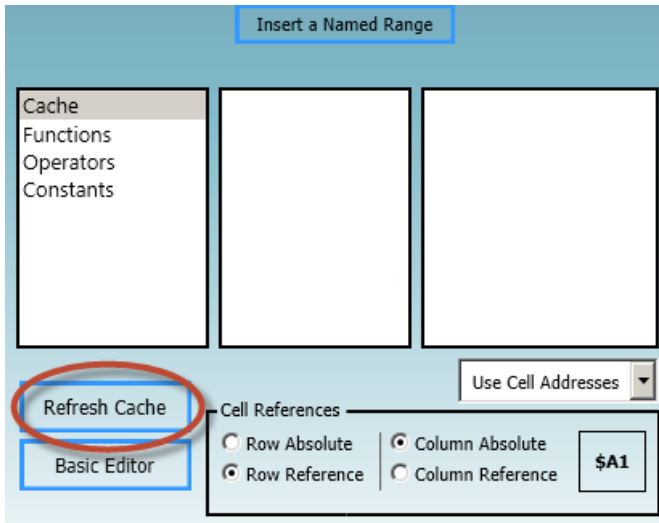 Insert a Named Range
Cache
Functions
Operators
Constants
Use Cell Addresses
Refresh Cache
Basic Editor
Cell References
Row Absolute
Column Absolute
Row Reference
Column Reference
$A1